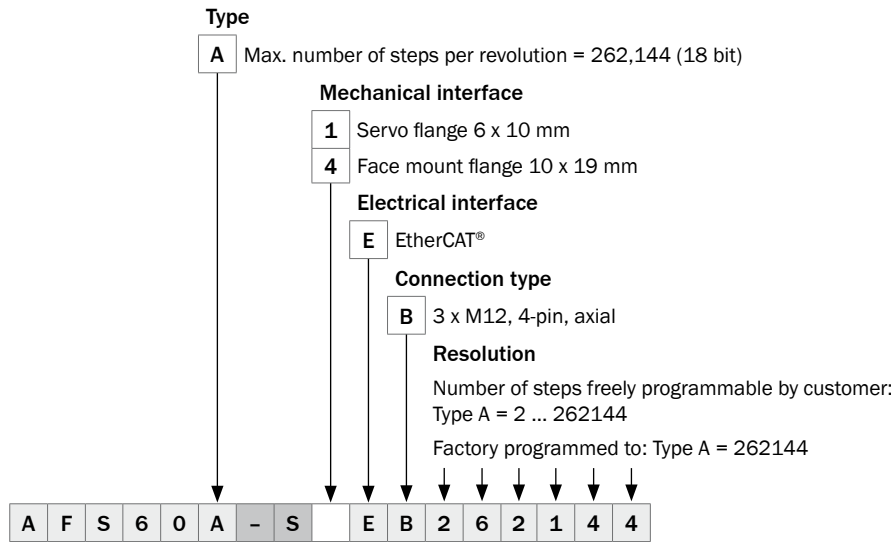 Type
A Max. number of steps per revolution = 262,144 (18 bit)
Mechanical interface
1 Servo flange 6 x 10 mm
4 Face mount flange 10 x 19 mm
Electrical interface
E EtherCAT®
Connection type
B 3 x M12, 4-pin, axial
Resolution
Number of steps freely programmable by customer:
Type A = 2 ... 262144
Factory programmed to: Type A = 262144
A F S 6 0 A – S E B 2 6 2 1 4 4